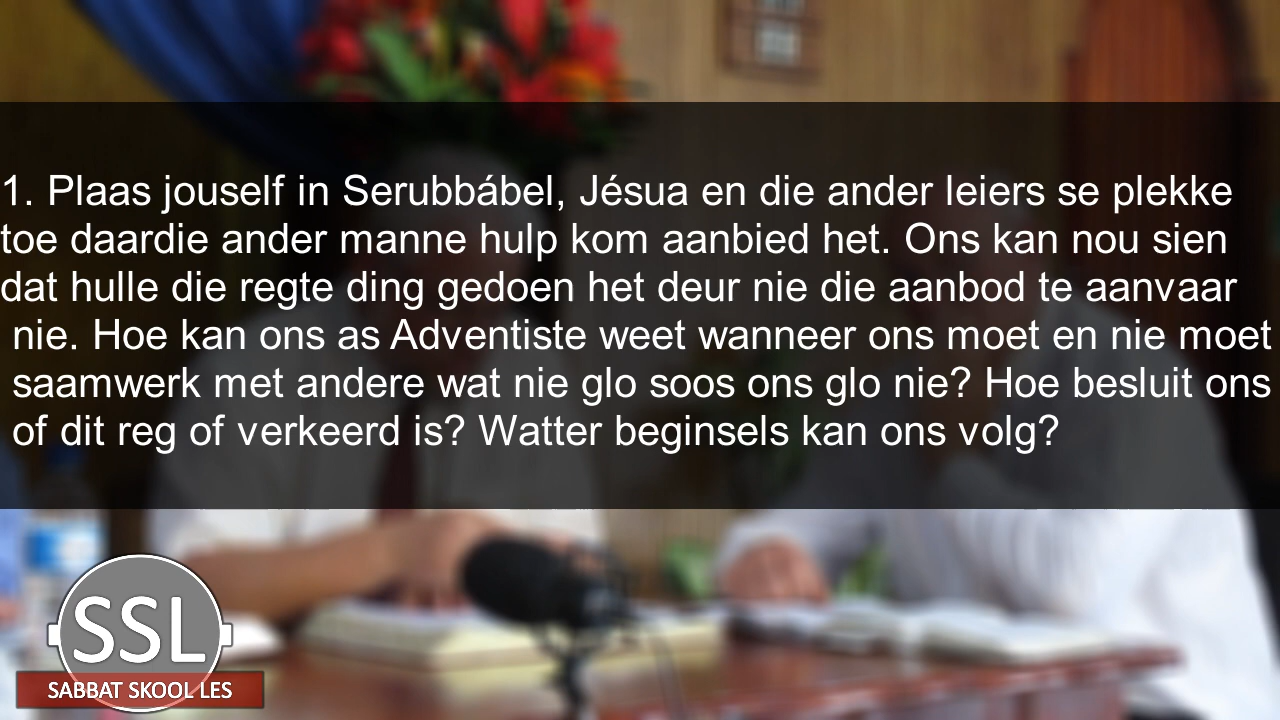 1. Plaas jouself in Serubbábel, Jésua en die ander leiers se plekke
toe daardie ander manne hulp kom aanbied het. Ons kan nou sien
dat hulle die regte ding gedoen het deur nie die aanbod te aanvaar
nie. Hoe kan ons as Adventiste weet wanneer ons moet en nie moet
saamwerk met andere wat nie glo soos ons glo nie? Hoe besluit ons
of dit reg of verkeerd is? Watter beginsels kan ons volg?
SSL
SABBAT SKOOL LES